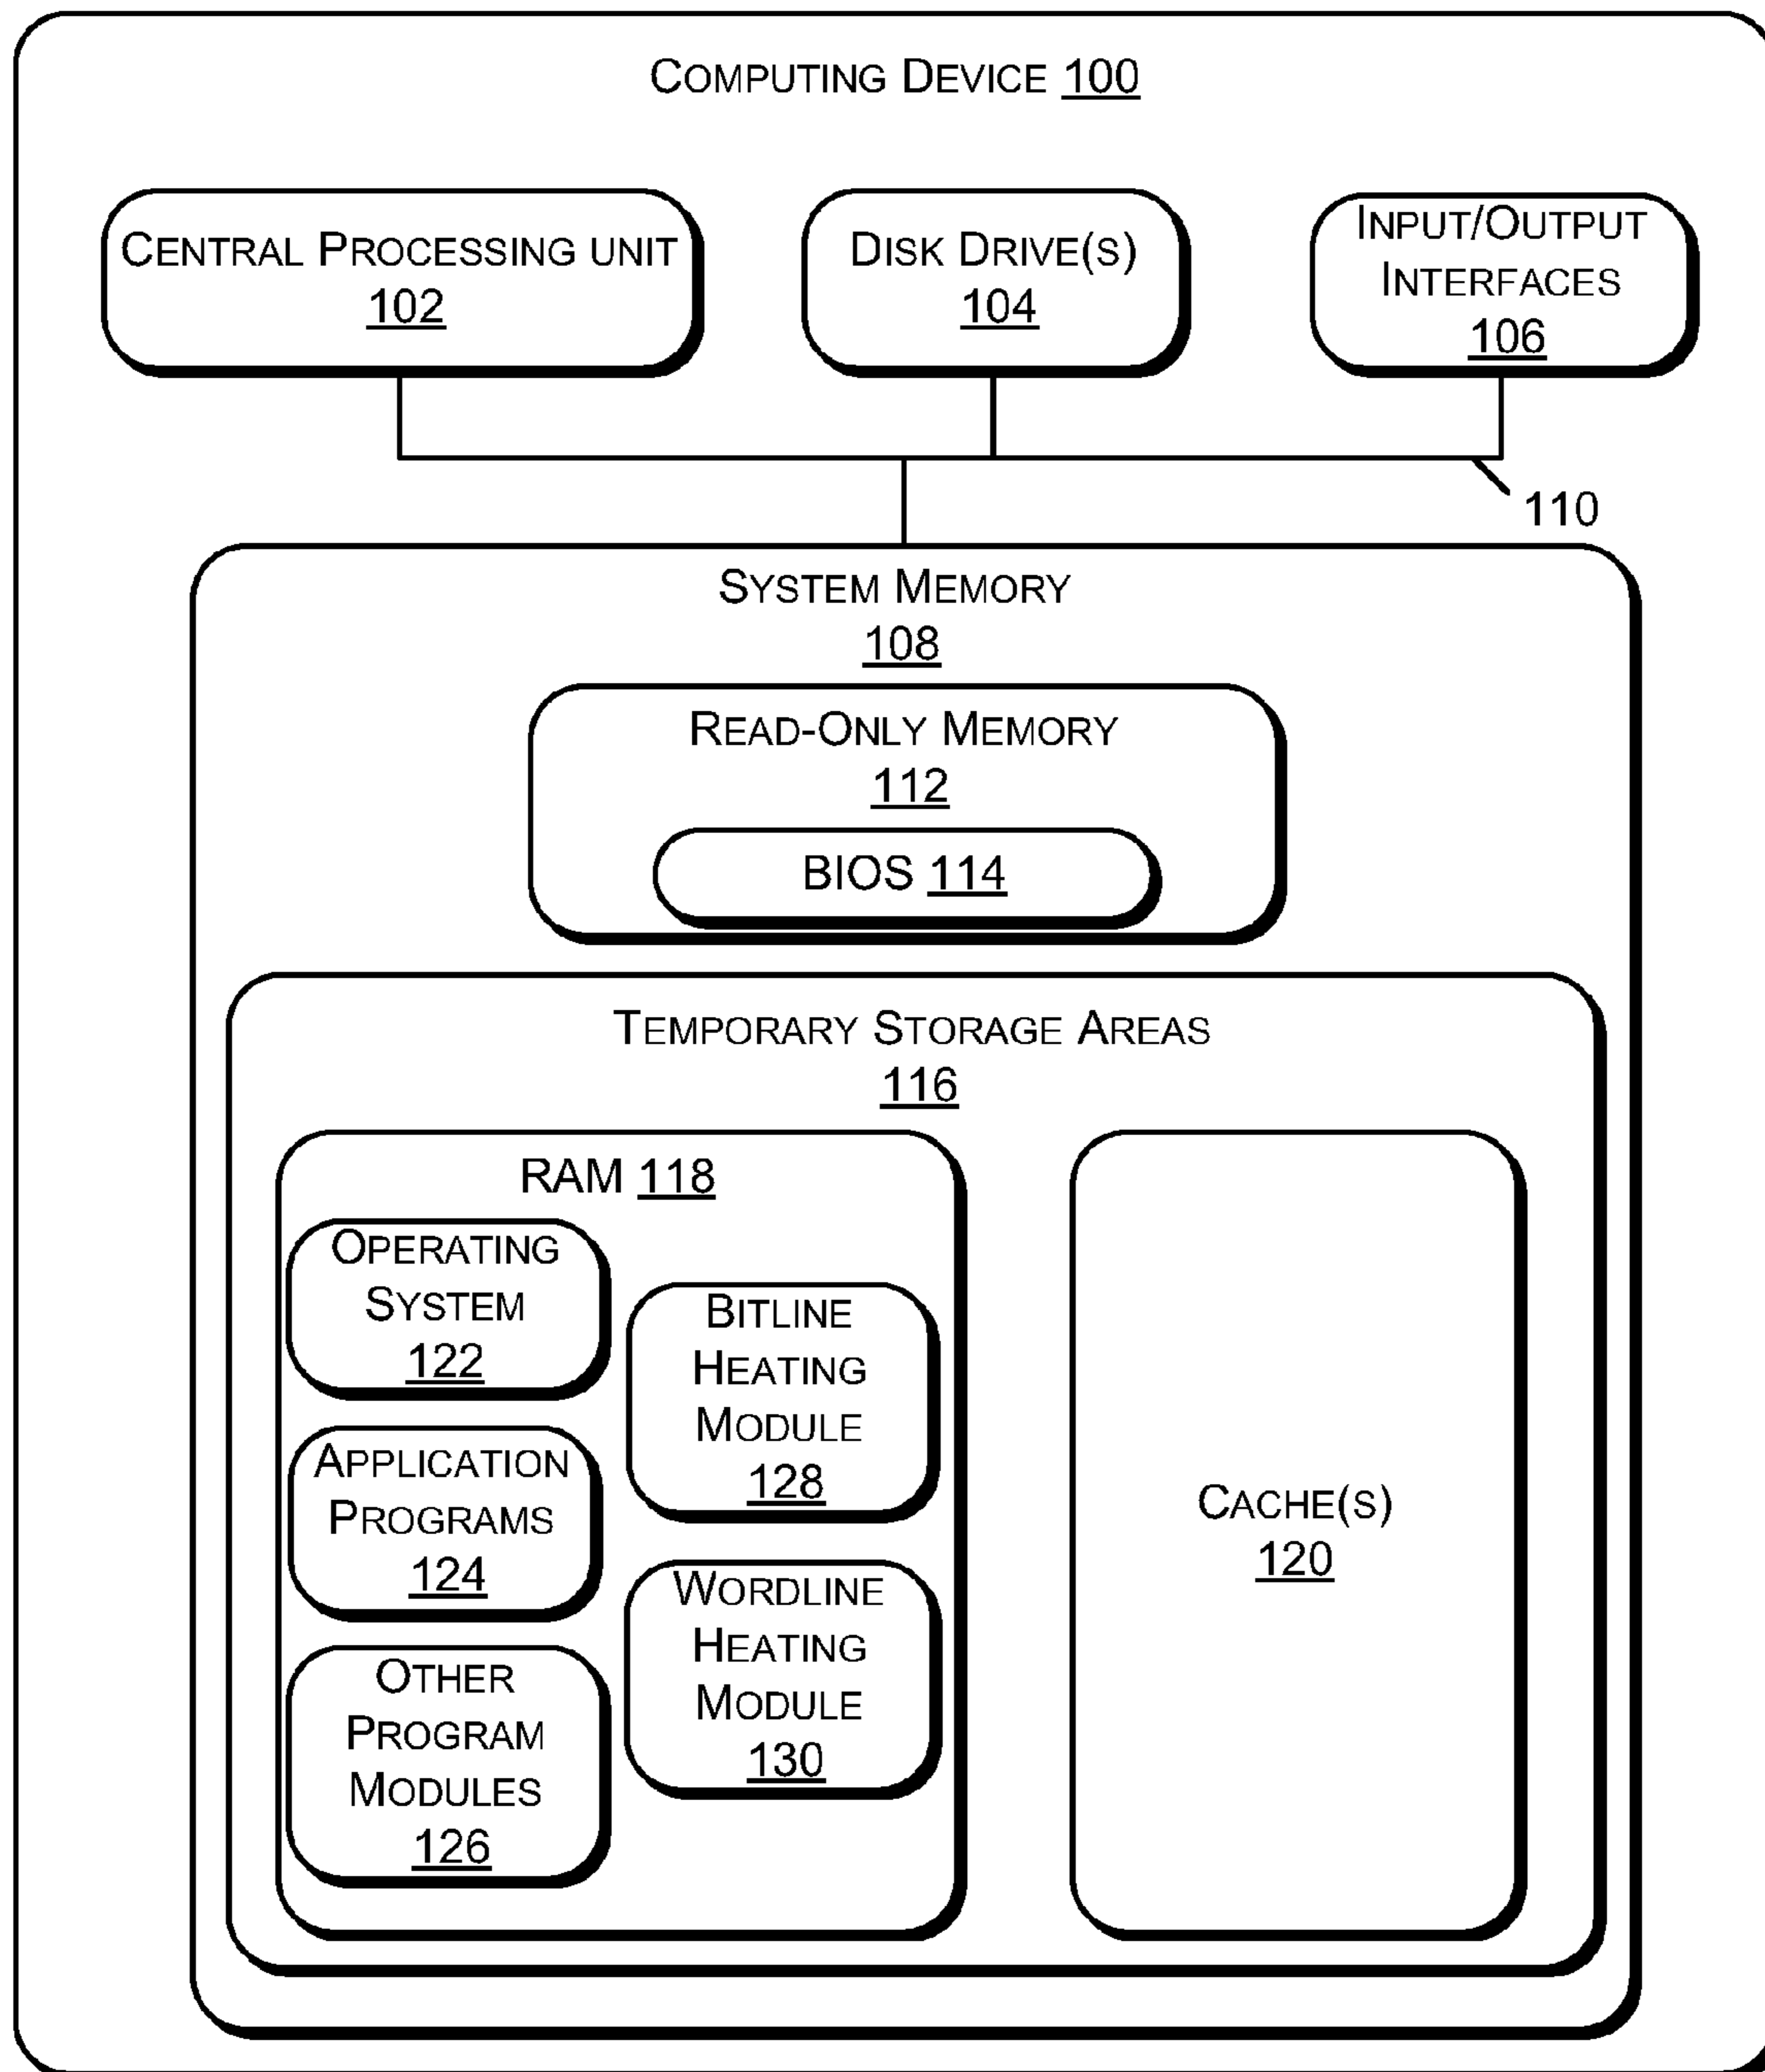 COMPUTING DEVICE 100
CENTRAL PROCESSING UNIT
102
DISK DRIVE(S)
104
INPUT/OUTPUT
INTERFACES
106
110
SYSTEM MEMORY
108
READ-ONLY MEMORY
112
BIOS 114
TEMPORARY STORAGE AREAS
116
RAM 118
OPERATING
SYSTEM
122
APPLICATION
PROGRAMS
124
OTHER
PROGRAM
MODULES
126
BITLINE
HEATING
MODULE
128
WORDLINE
HEATING
MODULE
130
CACHE(S)
120